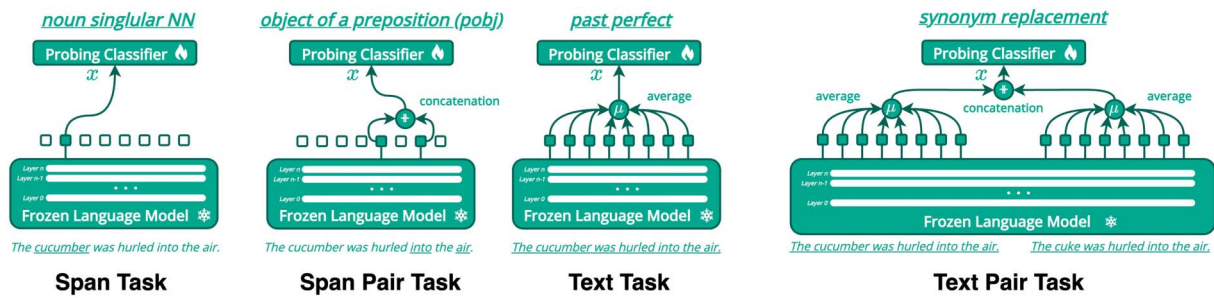 noun singlular NN
Probing Classifier
x
Layer n
Layer n-1
...
Layer 0
Frozen Language Model
The cucumber was hurled into the air.
Span Task
object of a preposition (pobj)
Probing Classifier
x
concatenation
+
Layer n
Layer n-1
...
Layer 0
Frozen Language Model
The cucumber was hurled into the air.
Span Pair Task
past perfect
Probing Classifier
x
average
μ
Layer n
Layer n-1
...
Layer 0
Frozen Language Model
The cucumber was hurled into the air.
Text Task
synonym replacement
Probing Classifier
x
+
average
concatenation
average
μ
μ
Layer n
Layer n-1
...
Layer 0
Frozen Language Model
The cucumber was hurled into the air.
The cuke was hurled into the air.
Text Pair Task